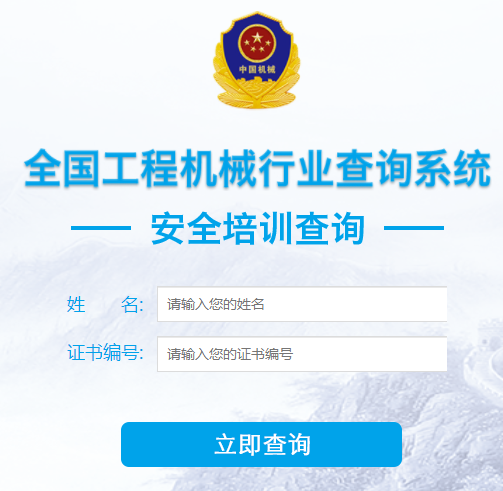 中国机械
全国工程机械行业查询系统
安全培训查询
姓 名: 请输入您的姓名
证书编号: 请输入您的证书编号
立即查询